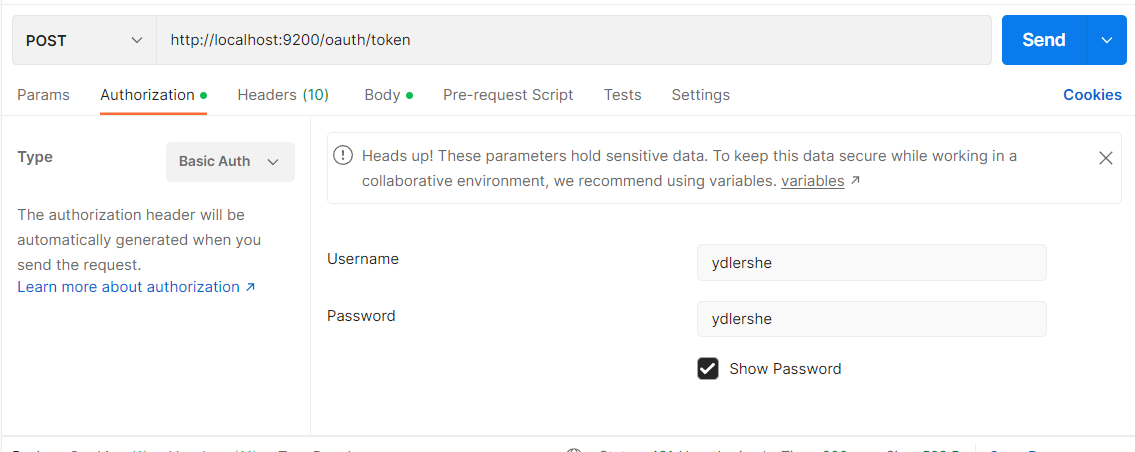 POST http://localhost:9200/oauth/token Send
Params Authorization Headers (10) Body Pre-request Script Tests Settings Cookies
Type Basic Auth
The authorization header will be
automatically generated when you
send the request.
Learn more about authorization ↗
Heads up! These parameters hold sensitive data. To keep this data secure while working in a
collaborative environment, we recommend using variables. variables ↗
Username ydlershe
Password ydlershe
Show Password